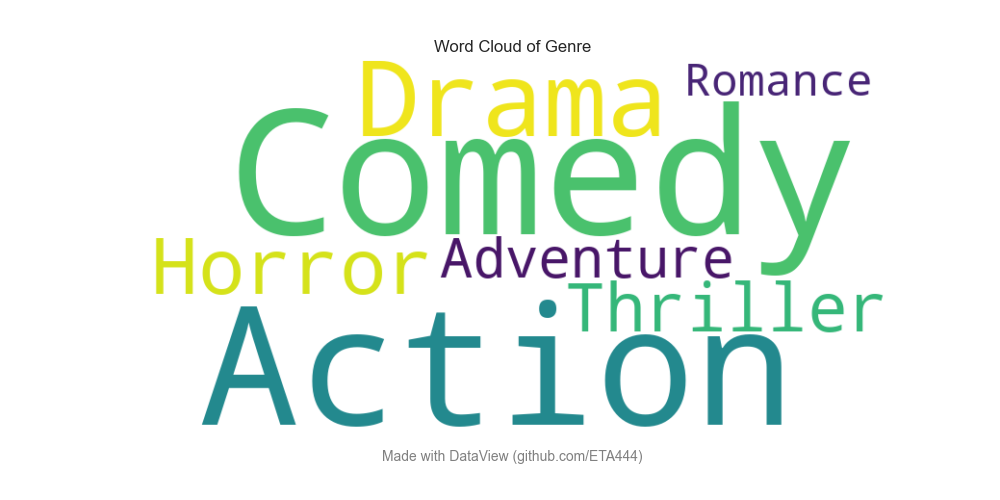 Word Cloud of Genre
Drama
Romance
Comedy
Horror
Adventure
Thriller
Action
Made with DataView (github.com/ETA444)